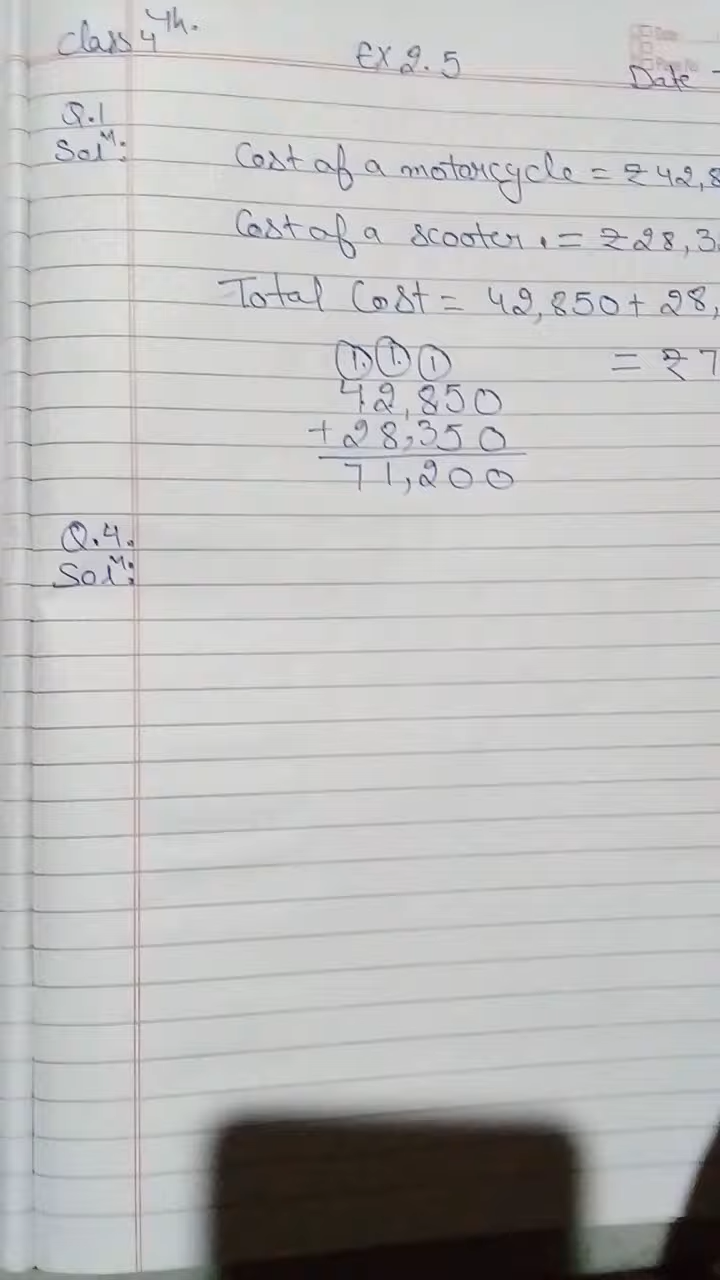 Class 4th.
Ex 2.5
Date
Q.1
Solⁿ: Cost of a motorcycle = ₹42,8
Cost of a scooter. = ₹28,3
Total Cost = 42,850 + 28,
1 1 1 = ₹7
42,850
+28,350
71,200
Q.4.
Solⁿ: